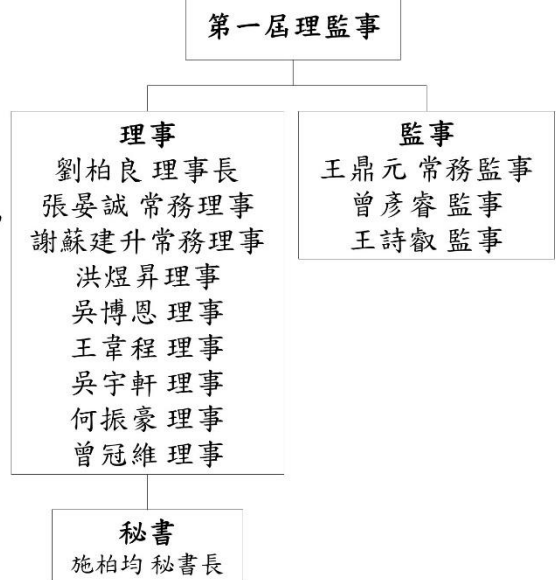 第一屆理監事
理事
劉柏良 理事長
張晏誠 常務理事
謝蘇建升常務理事
洪煜昇理事
吳博恩 理事
王韋程 理事
吳宇軒 理事
何振豪 理事
曾冠維 理事
監事
王鼎元 常務監事
曾彥睿 監事
王詩叡 監事
秘書
施柏均 秘書長